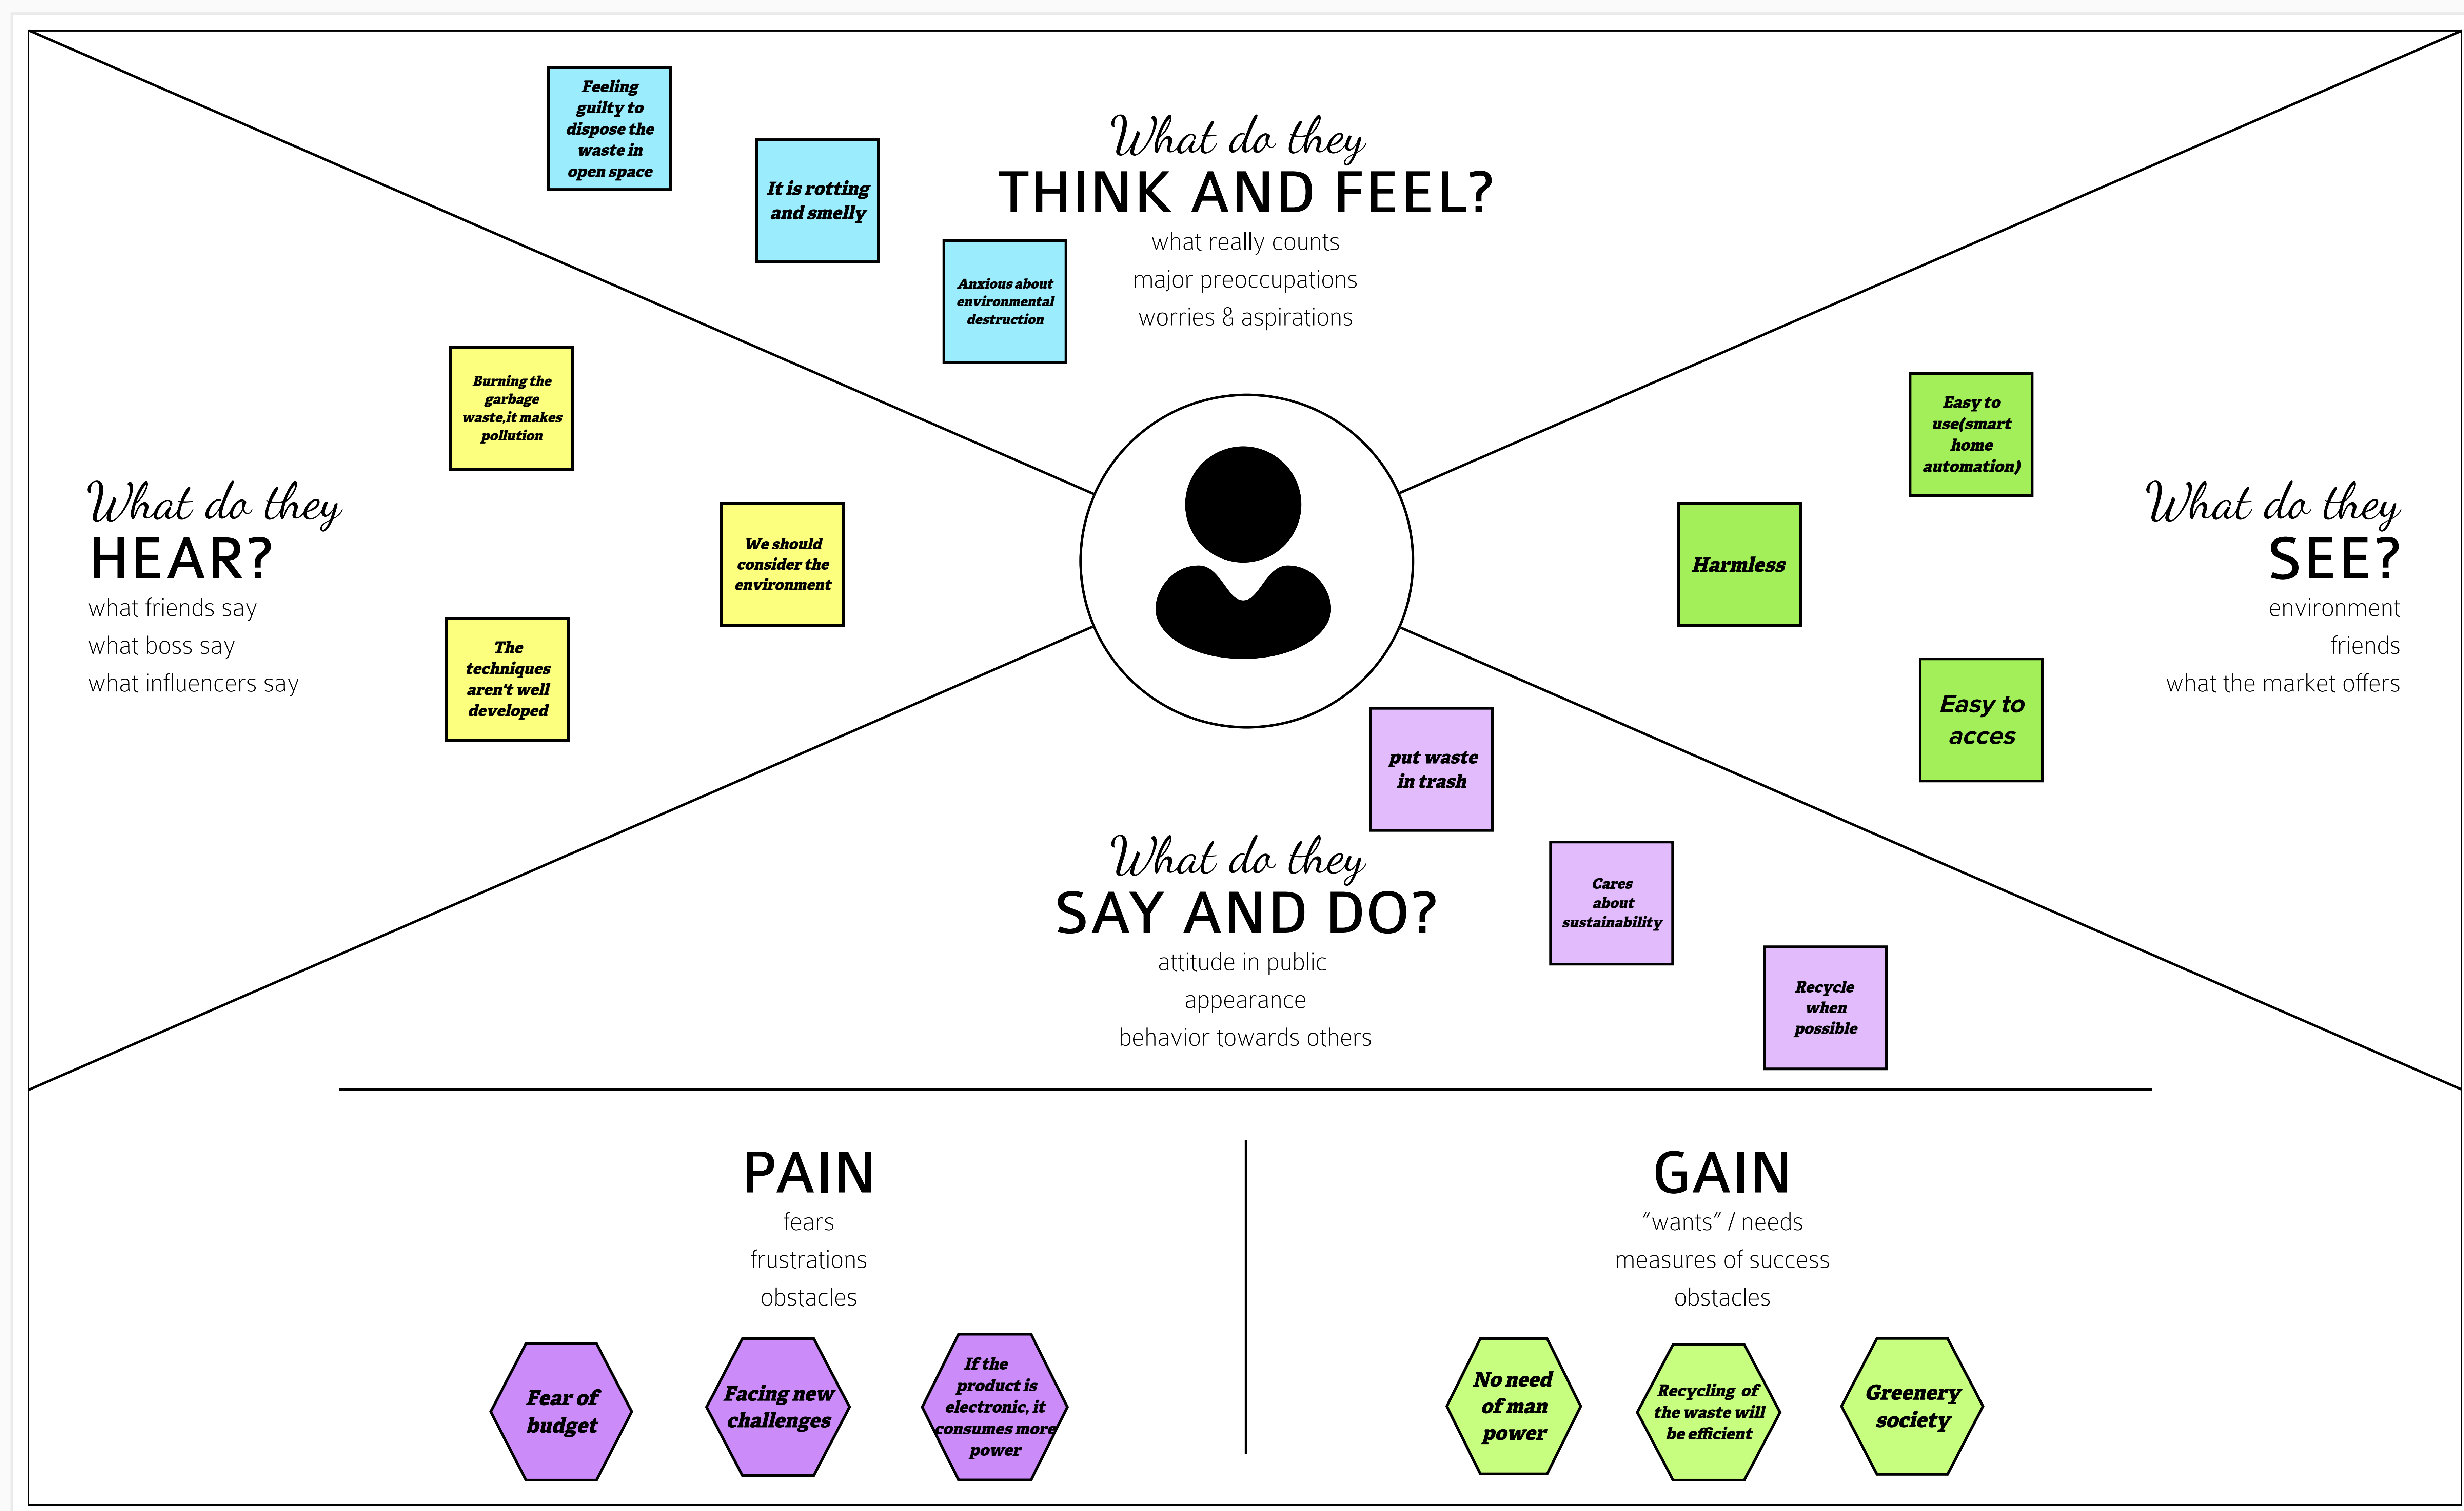 Feeling
guilty to
dispose the
waste in
open space
It is rotting
and smelly
Anxious about
environmental
destruction
What do they
THINK AND FEEL?
what really counts
major preoccupations
worries & aspirations
What do they
HEAR?
what friends say
what boss say
what influencers say
Burning the
garbage
waste,it makes
pollution
We should
consider the
environment
The
techniques
aren't well
developed
Easy to
use(smart
home
automation)
Harmless
Easy to
acces
What do they
SEE?
environment
friends
what the market offers
What do they
SAY AND DO?
attitude in public
appearance
behavior towards others
put waste
in trash
Cares
about
sustainability
Recycle
when
possible
PAIN
fears
frustrations
obstacles
Fear of
budget
Facing new
challenges
If the
product is
electronic, it
consumes more
power
GAIN
“wants” / needs
measures of success
obstacles
No need
of man
power
Recycling of
the waste will
be efficient
Greenery
society